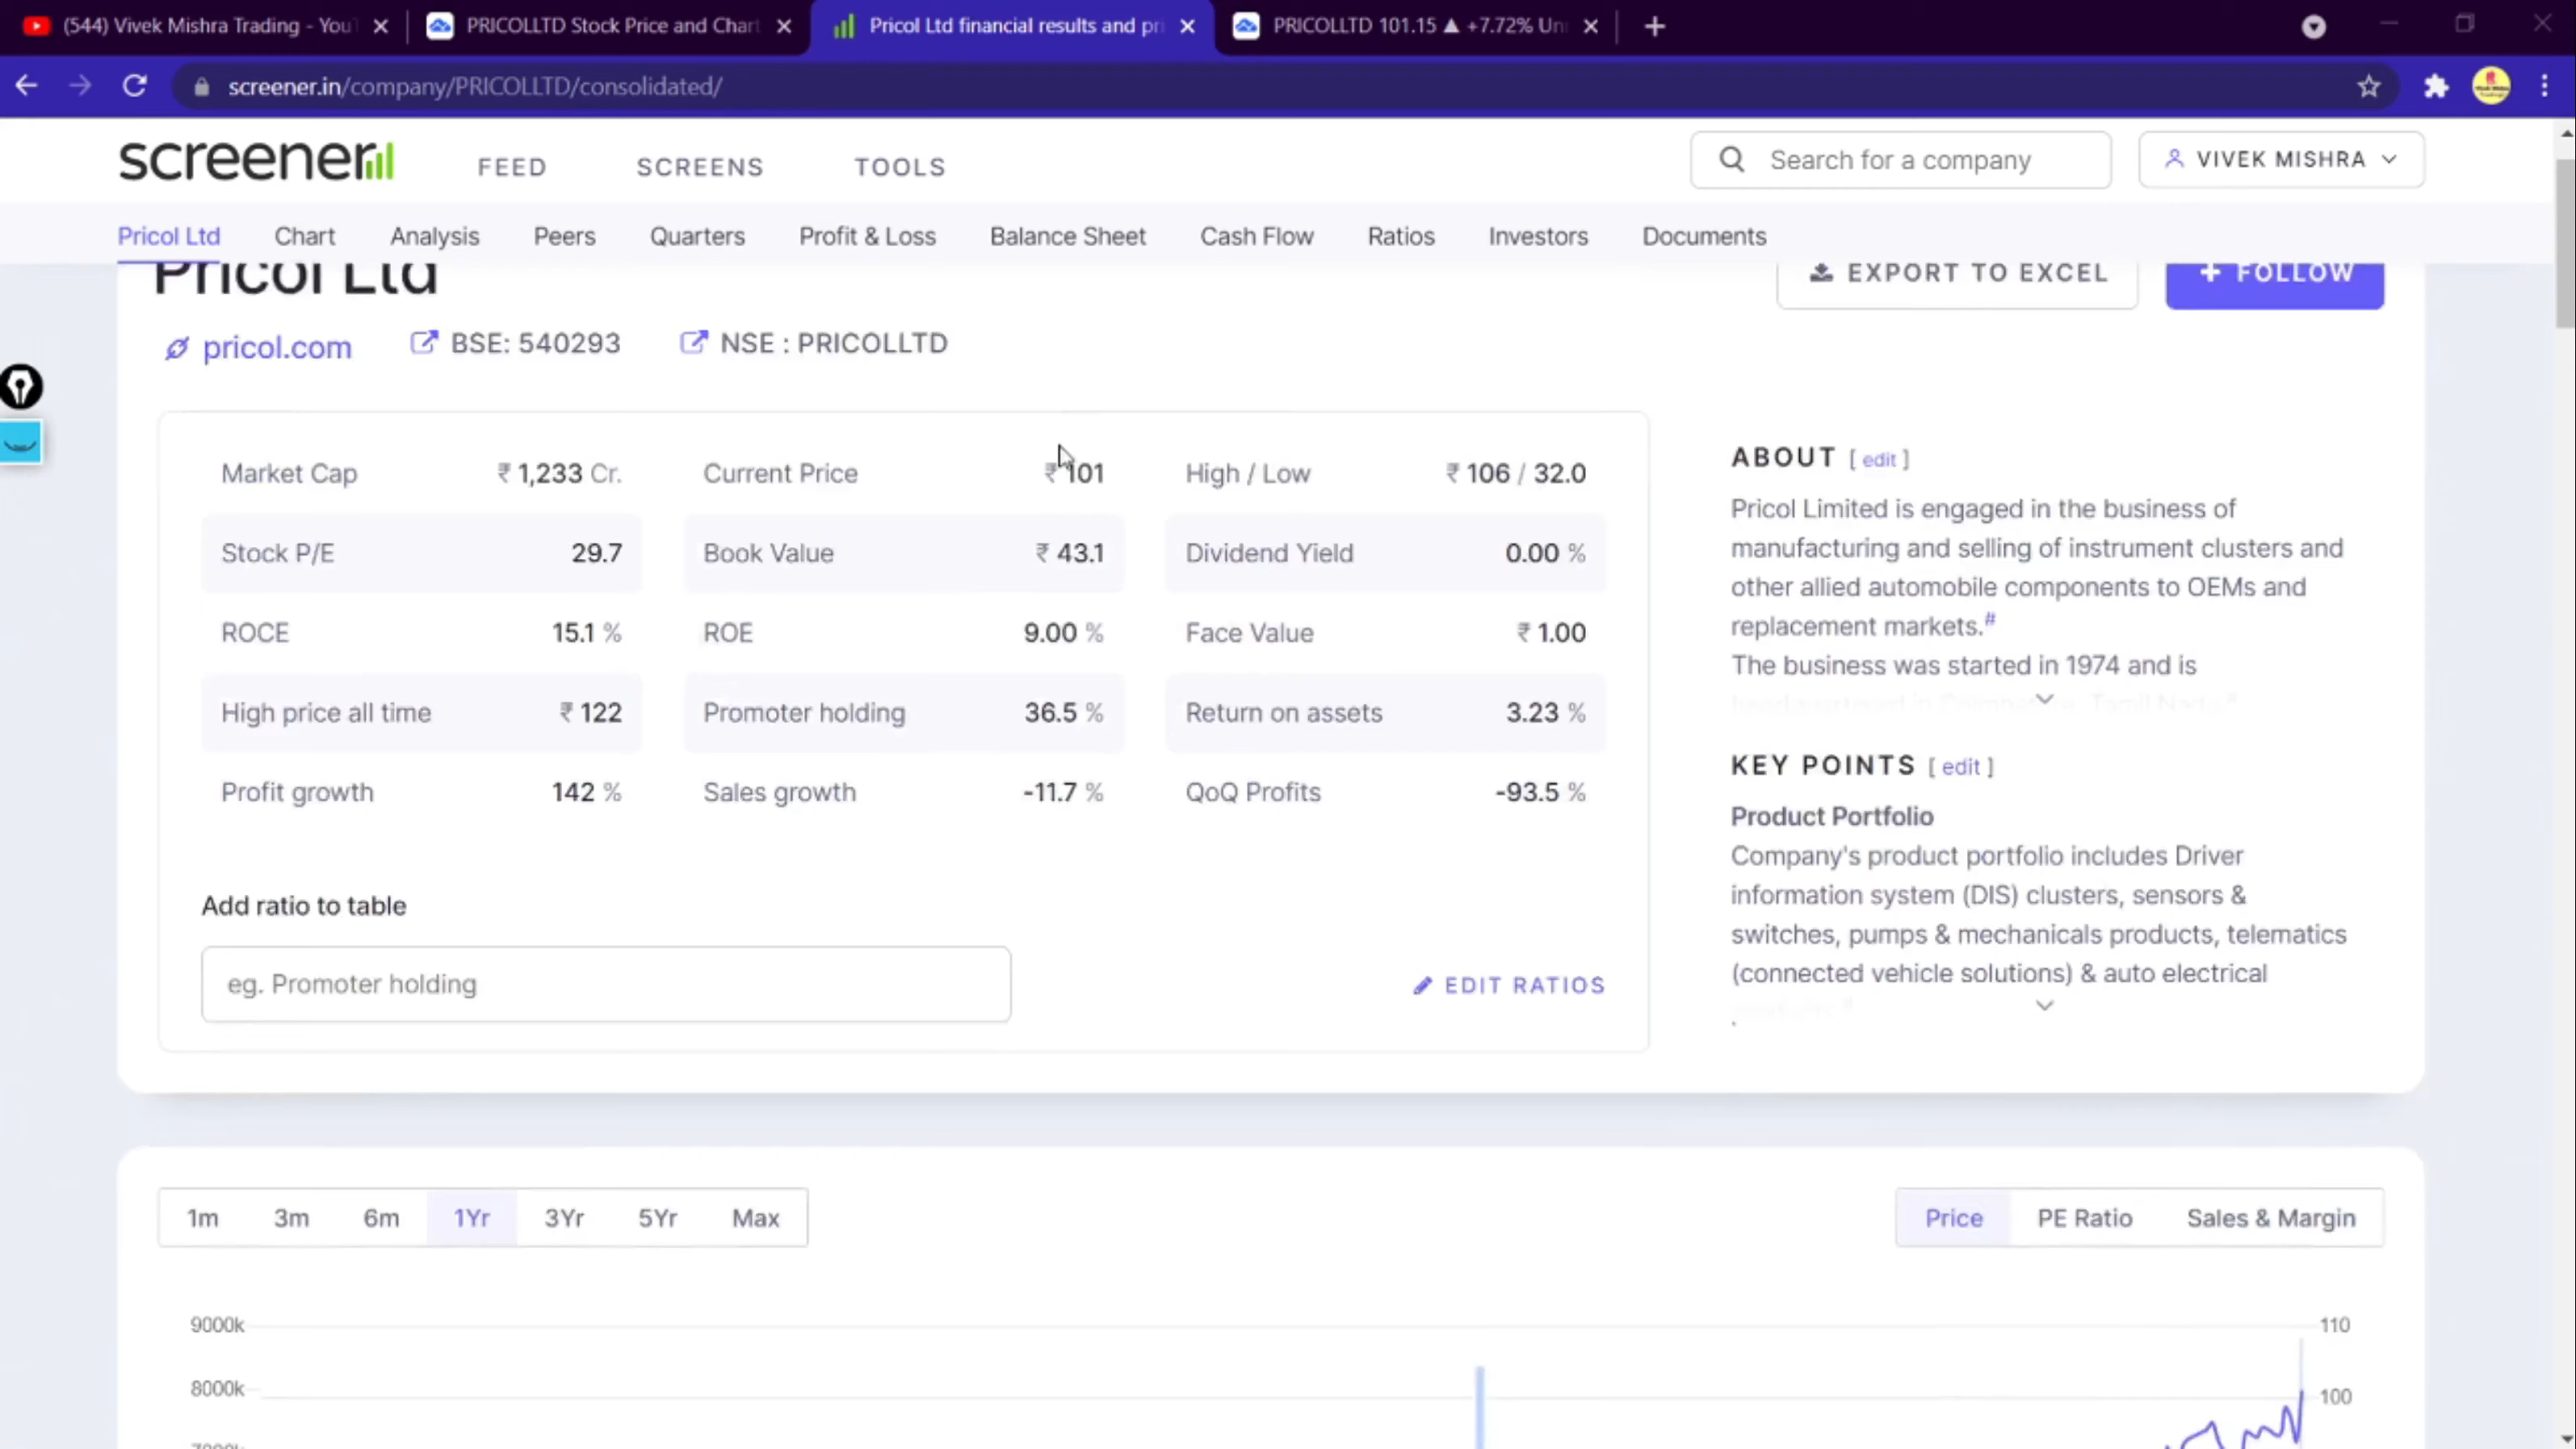 (544) Vivek Mishra Trading - You
PRICOLLTD Stock Price and Chart
Pricol Ltd financial results and pri
PRICOLLTD 101.15 ▲ +7.72% Un
screener.in/company/PRICOLLTD/consolidated/
screener
FEED
SCREENS
TOOLS
Search for a company
VIVEK MISHRA
Pricol Ltd
Chart
Analysis
Peers
Quarters
Profit & Loss
Balance Sheet
Cash Flow
Ratios
Investors
Documents
Pricol Ltd
EXPORT TO EXCEL
+ FOLLOW
pricol.com
BSE: 540293
NSE : PRICOLLTD
Market Cap ₹ 1,233 Cr.
Current Price ₹ 101
High / Low ₹ 106 / 32.0
Stock P/E 29.7
Book Value ₹ 43.1
Dividend Yield 0.00 %
ROCE 15.1 %
ROE 9.00 %
Face Value ₹ 1.00
High price all time ₹ 122
Promoter holding 36.5 %
Return on assets 3.23 %
Profit growth 142 %
Sales growth -11.7 %
QoQ Profits -93.5 %
Add ratio to table
eg. Promoter holding
EDIT RATIOS
ABOUT [ edit ]
Pricol Limited is engaged in the business of
manufacturing and selling of instrument clusters and
other allied automobile components to OEMs and
replacement markets.#
The business was started in 1974 and is
KEY POINTS [ edit ]
Product Portfolio
Company's product portfolio includes Driver
information system (DIS) clusters, sensors &
switches, pumps & mechanicals products, telematics
(connected vehicle solutions) & auto electrical
1m
3m
6m
1Yr
3Yr
5Yr
Max
Price
PE Ratio
Sales & Margin
9000k
110
8000k
100